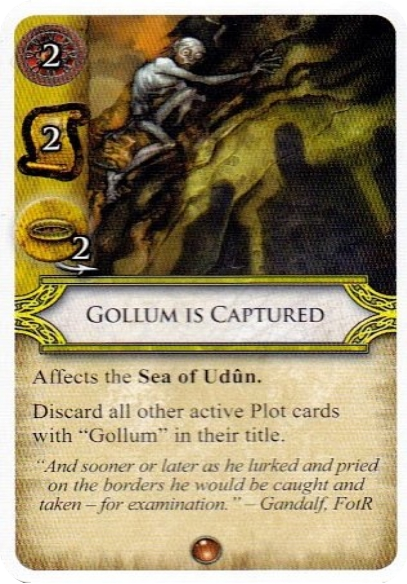 2
2
2
GOLLUM IS CAPTURED
Affects the Sea of Udûn.
Discard all other active Plot cards
with “Gollum” in their title.
“And sooner or later as he lurked and pried
on the borders he would be caught and
taken – for examination.” – Gandalf, FotR